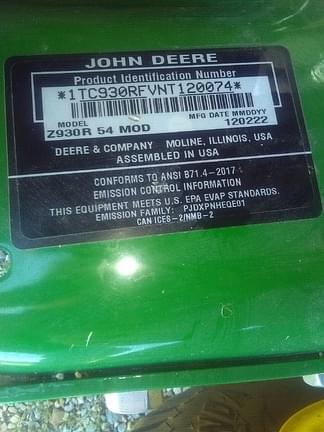 JOHN DEERE
Product Identification Number
*1TC930RFVNT120074*
MODEL MFG DATE MMDDYY
Z930R 54 MOD 120222
DEERE & COMPANY MOLINE, ILLINOIS, USA
ASSEMBLED IN USA
CONFORMS TO ANSI B71.4-2017
EMISSION CONTROL INFORMATION
THIS EQUIPMENT MEETS U.S. EPA EVAP STANDARDS.
EMISSION FAMILY: PJDXPNHEQE01
CAN ICES-2/NMB-2